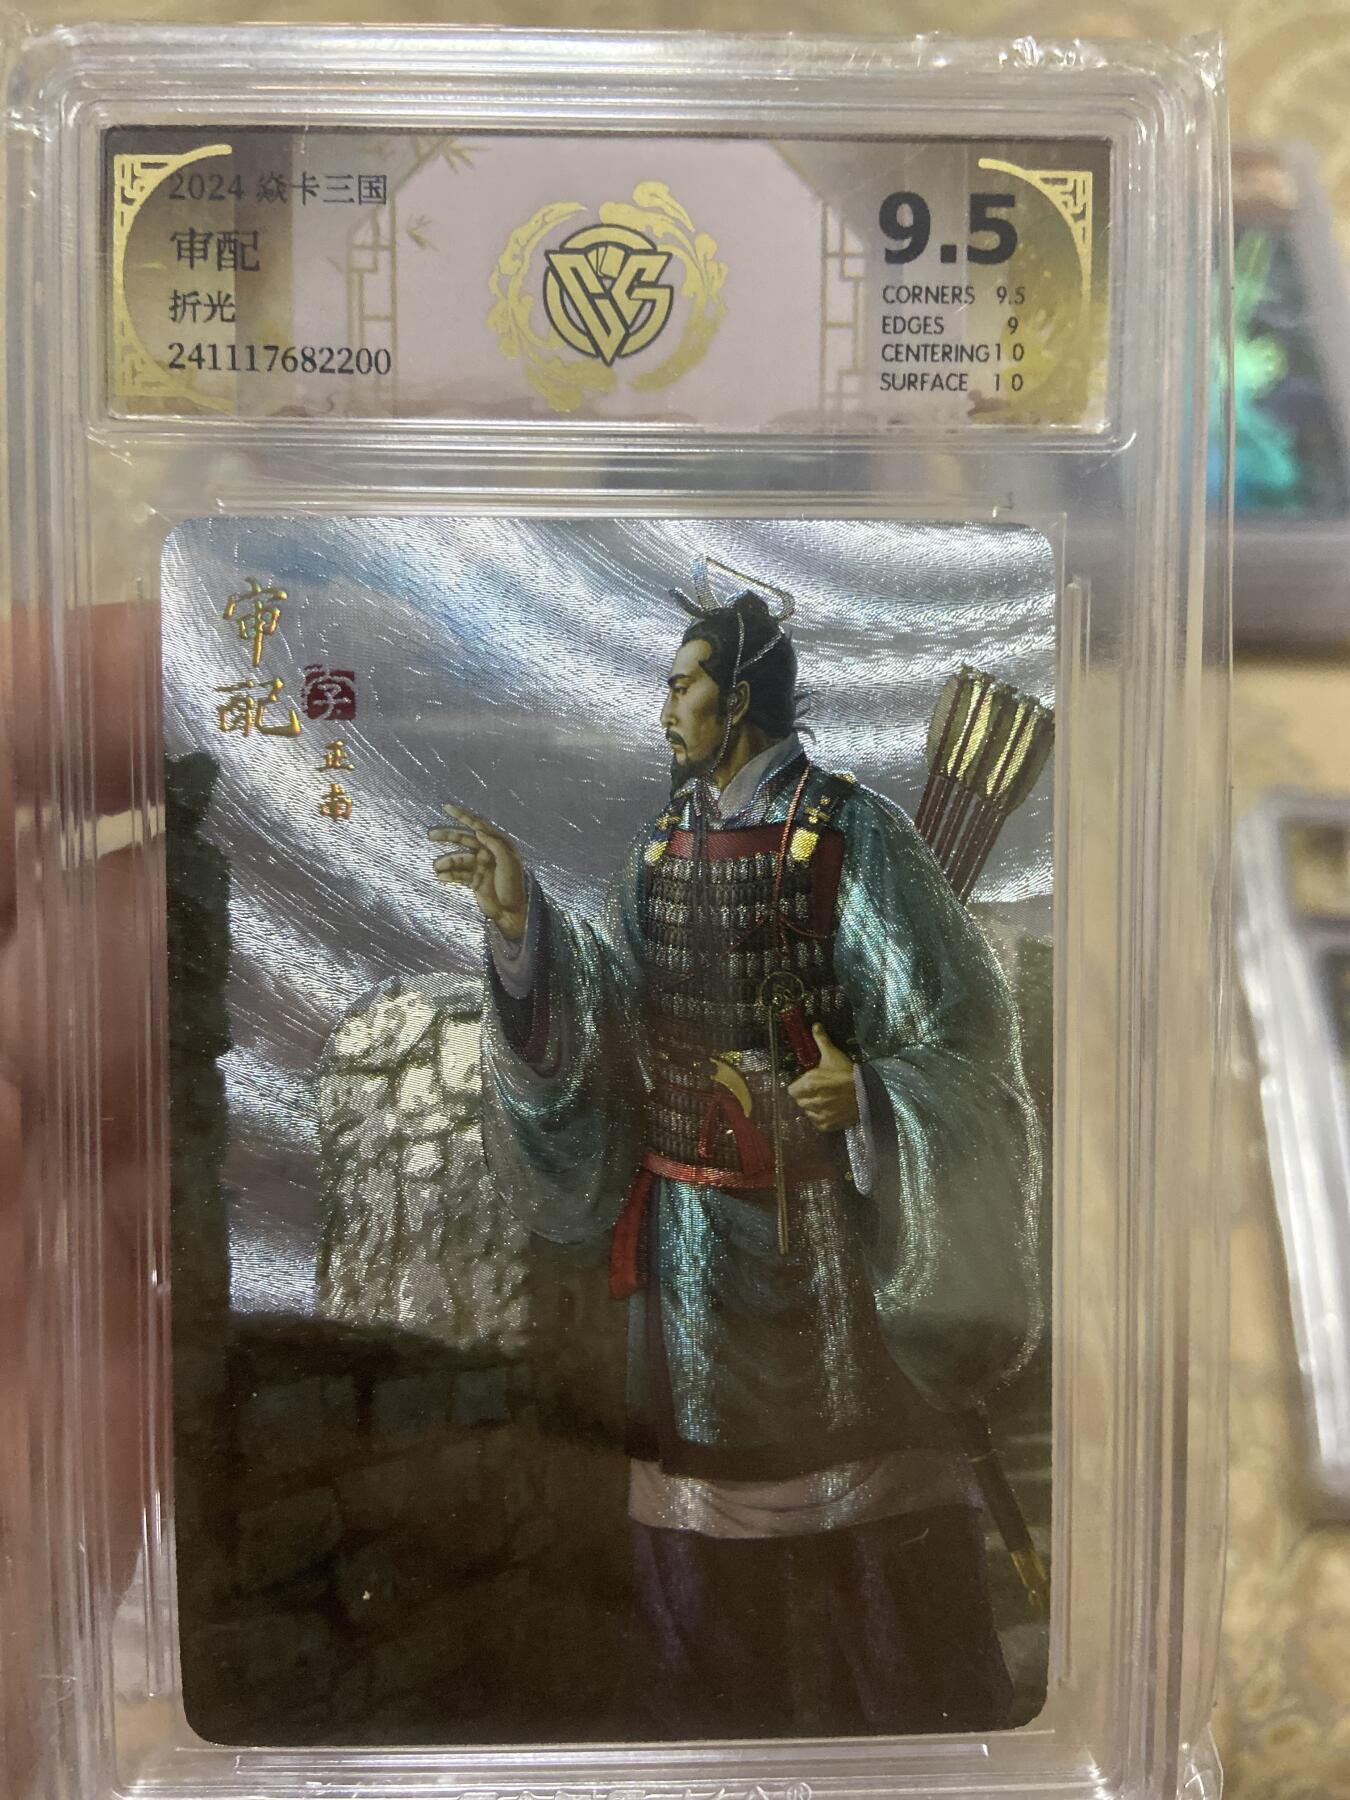 2024 焱卡三国
审配
折光
241117682200
9.5
CORNERS 9.5
EDGES 9
CENTERING 10
SURFACE 10
审配
字
正南